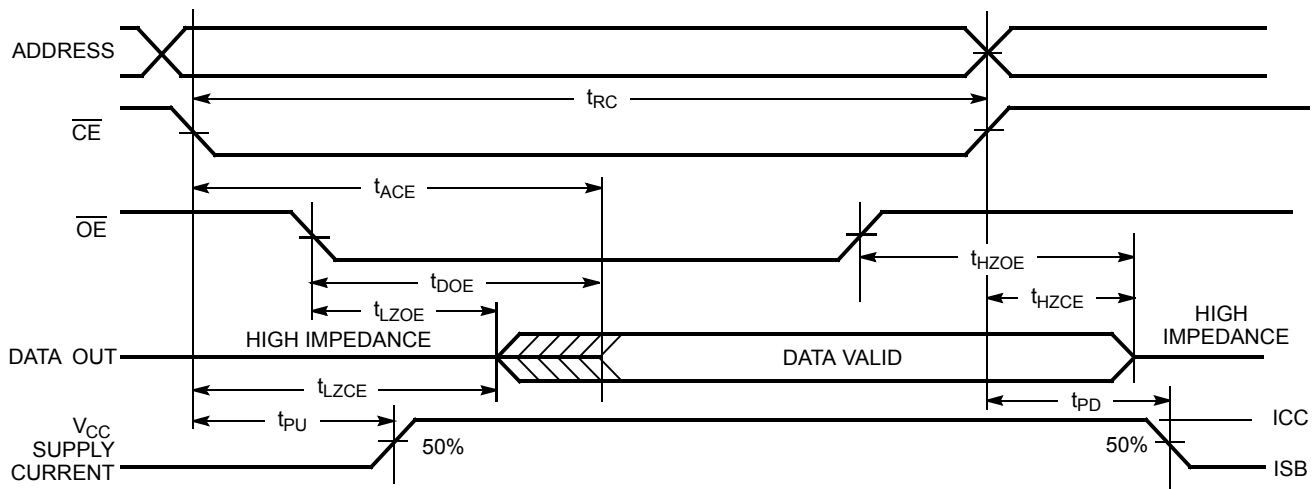 ADDRESS
tRC
CE
tACE
OE
tHZOE
tDOE
tHZCE
tLZOE
HIGH IMPEDANCE
HIGH
IMPEDANCE
DATA OUT
DATA VALID
tLZCE
tPU
tPD
VCC
SUPPLY
CURRENT
50%
50%
ICC
ISB